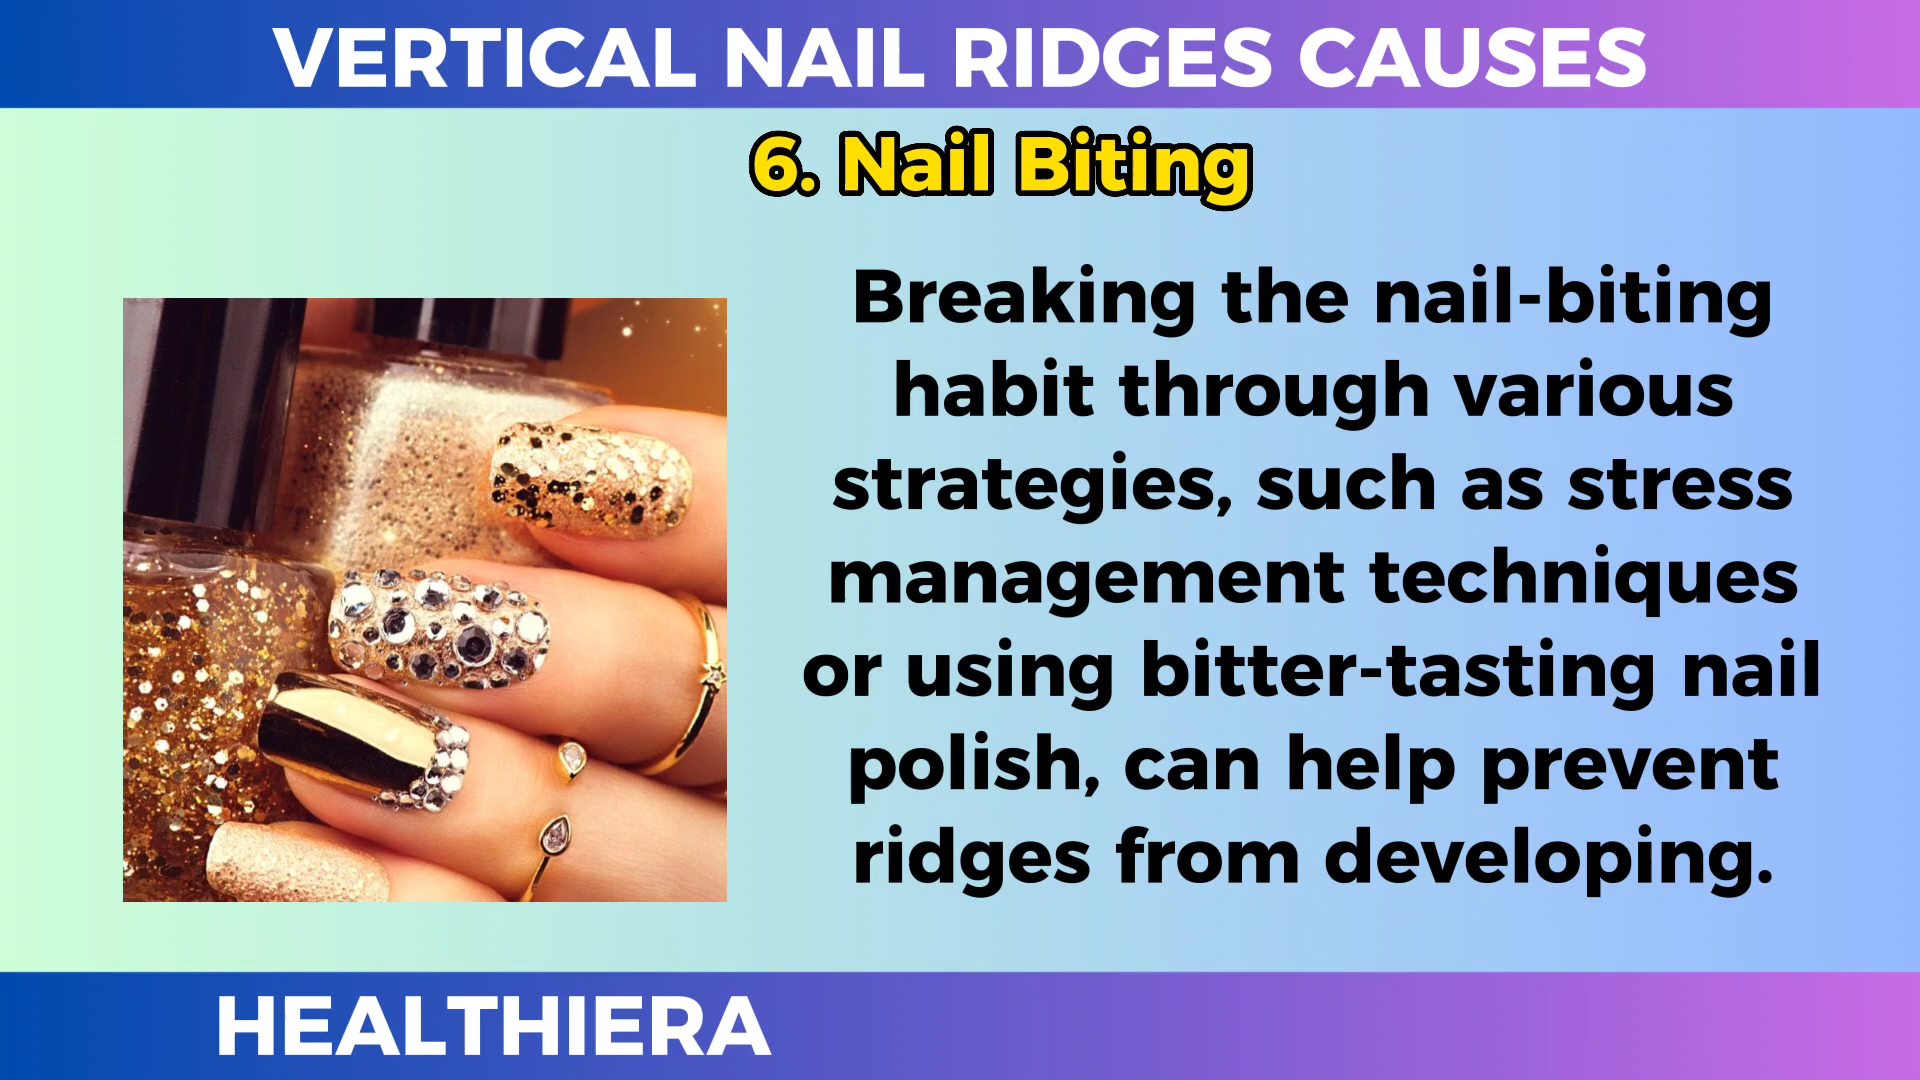 VERTICAL NAIL RIDGES CAUSES
6. Nail Biting
Breaking the nail-biting
habit through various
strategies, such as stress
management techniques
or using bitter-tasting nail
polish, can help prevent
ridges from developing.
HEALTHIERA